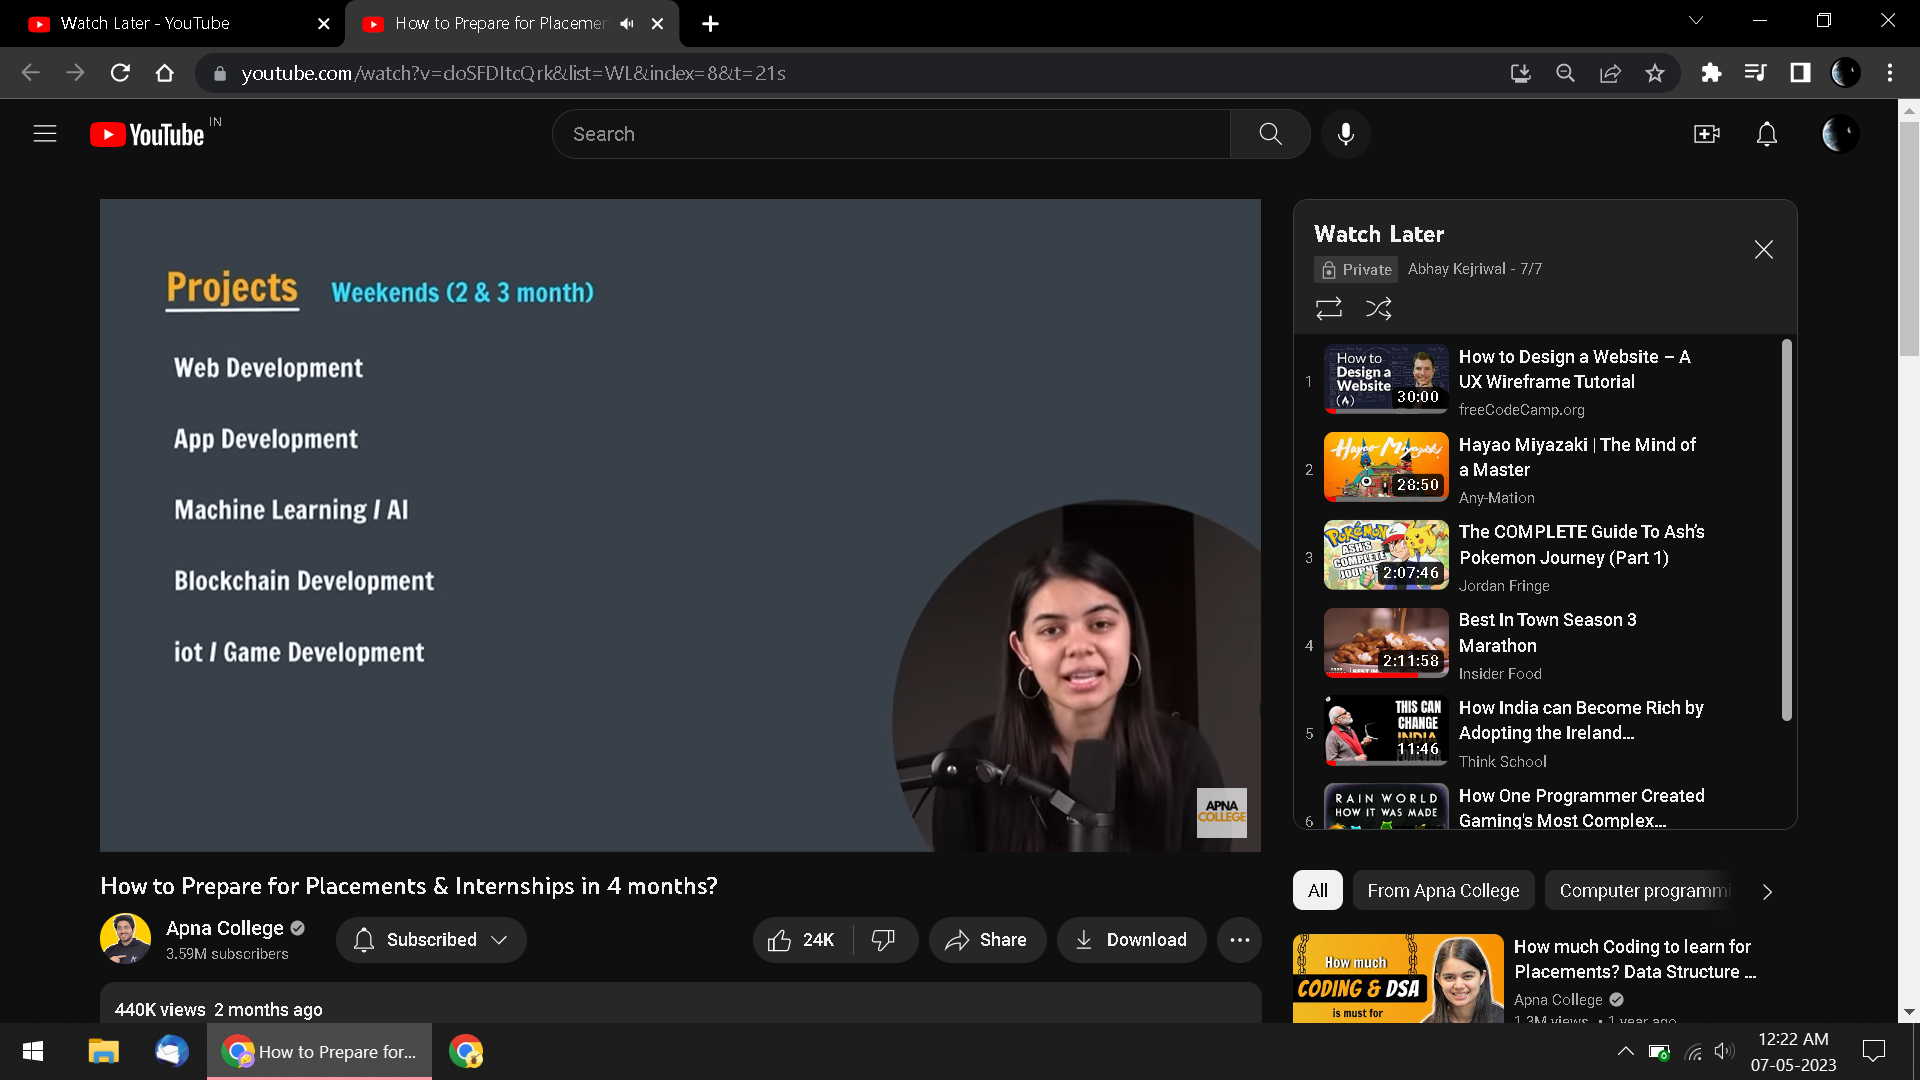 Watch Later - YouTube
How to Prepare for Placemen
youtube.com/watch?v=doSFDItcQrk&list=WL&index=8&t=21s
YouTube IN
Search
Projects Weekends (2 & 3 month)
Web Development
App Development
Machine Learning / AI
Blockchain Development
iot / Game Development
APNA
COLLEGE
How to Prepare for Placements & Internships in 4 months?
Apna College
3.59M subscribers
Subscribed
24K
Share
Download
440K views 2 months ago
Watch Later
Private Abhay Kejriwal - 7/7
1
How to
Design a
Website
30:00
How to Design a Website – A
UX Wireframe Tutorial
freeCodeCamp.org
2
Hayao Miyazaki
28:50
Hayao Miyazaki | The Mind of
a Master
Any-Mation
3
POKéMON
ASH'S
COMPLETE
JOURNEY
2:07:46
The COMPLETE Guide To Ash's
Pokemon Journey (Part 1)
Jordan Fringe
4
2:11:58
Best In Town Season 3
Marathon
Insider Food
5
THIS CAN
CHANGE
INDIA
11:46
How India can Become Rich by
Adopting the Ireland...
Think School
6
RAIN WORLD
HOW IT WAS MADE
How One Programmer Created
Gaming's Most Complex...
All
From Apna College
Computer programmi
How much
CODING & DSA
is must for
How much Coding to learn for
Placements? Data Structure ...
Apna College
1.3M views • 1 year ago
How to Prepare for...
12:22 AM
07-05-2023